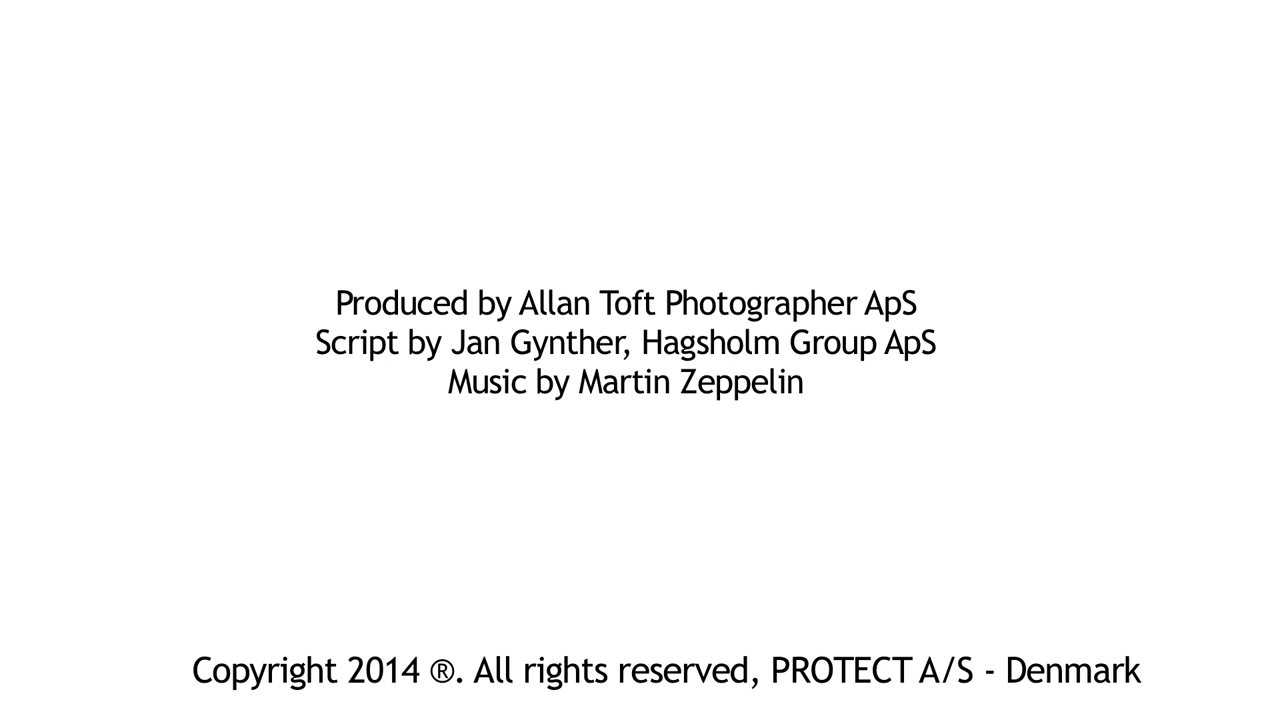 Produced by Allan Toft Photographer ApS
Script by Jan Gynther, Hagsholm Group ApS
Music by Martin Zeppelin
Copyright 2014 ®. All rights reserved, PROTECT A/S - Denmark